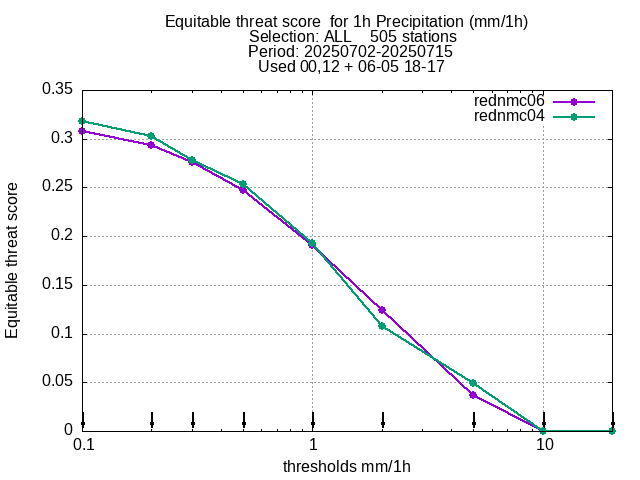 Equitable threat score  for 1h Precipitation (mm/1h)
Selection: ALL    505 stations
Period: 20250702-20250715
Used 00,12 + 06-05 18-17
rednmc06
rednmc04
0.35
0.3
0.25
0.2
0.15
0.1
0.05
0
Equitable threat score
0.1 1 10
thresholds mm/1h